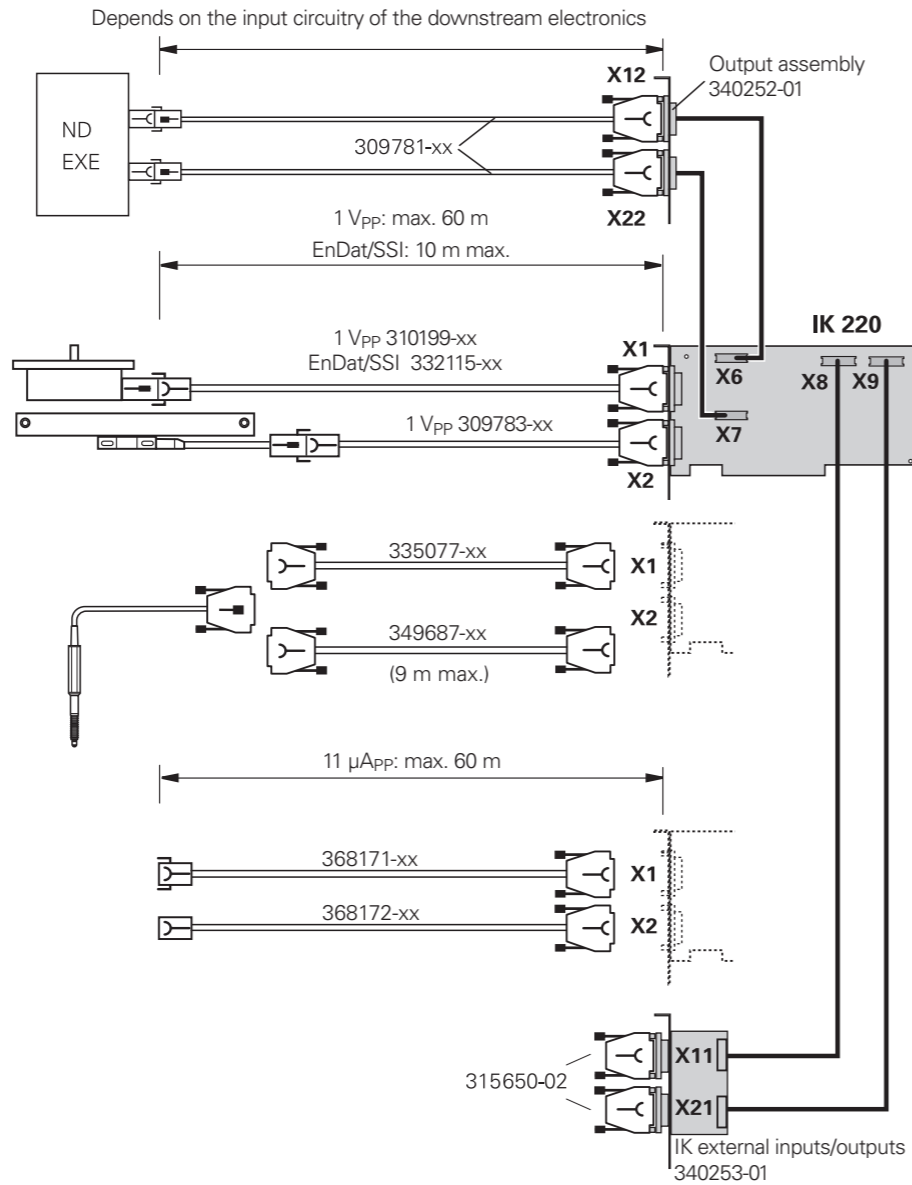 Depends on the input circuitry of the downstream electronics
X12
Output assembly
340252-01
ND
EXE
309781-xx
X22
1 VPP: max. 60 m
EnDat/SSI: 10 m max.
IK 220
1 VPP 310199-xx
EnDat/SSI 332115-xx
X1
X6
X8
X9
1 VPP 309783-xx
X7
X2
335077-xx
X1
X2
349687-xx
(9 m max.)
11 µAPP: max. 60 m
368171-xx
X1
368172-xx
X2
315650-02
X11
X21
IK external inputs/outputs
340253-01